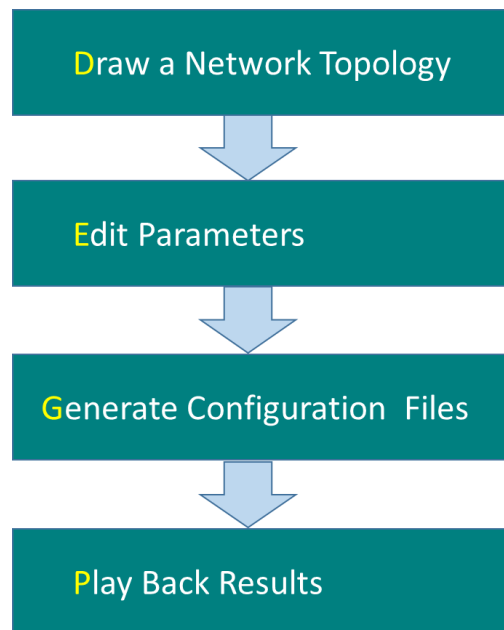 Draw a Network Topology
Edit Parameters
Generate Configuration  Files
Play Back Results